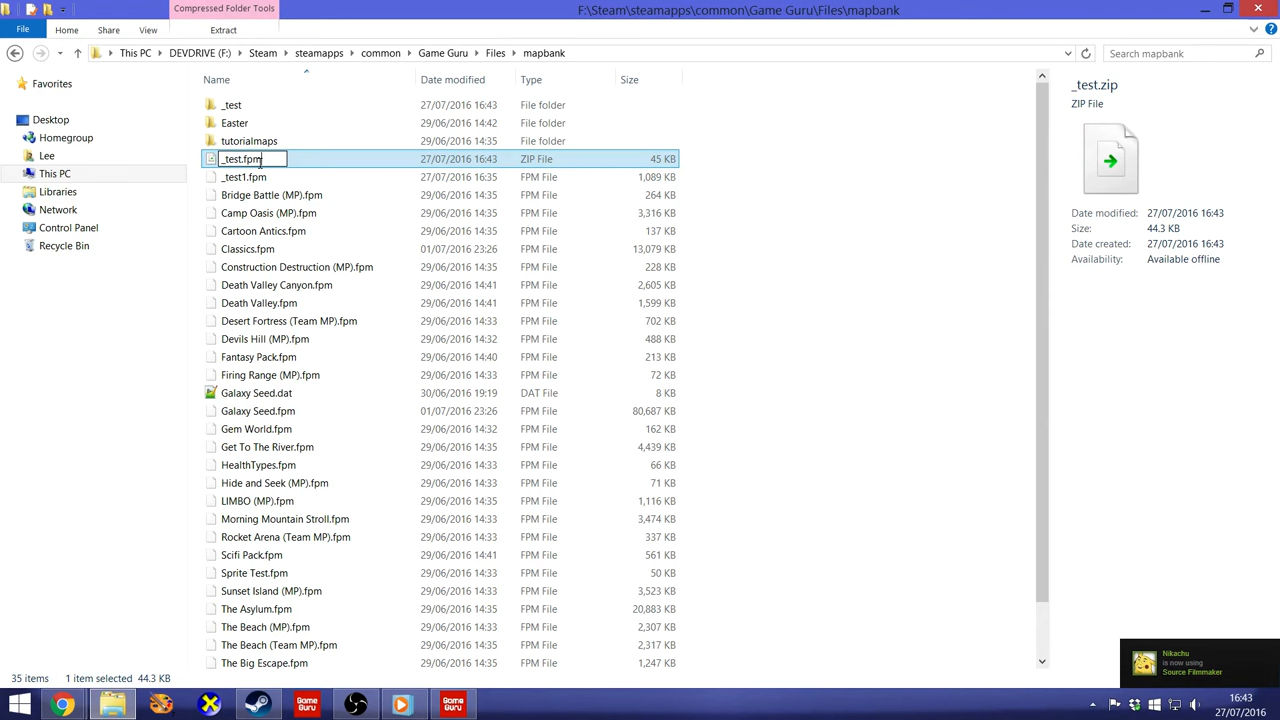 Compressed Folder Tools
F:\Steam\steamapps\common\Game Guru\Files\mapbank
File Home Share View Extract
This PC DEVDRIVE (F:) Steam steamapps common Game Guru Files mapbank
Search mapbank
Favorites
Desktop
Homegroup
Lee
This PC
Libraries
Network
Control Panel
Recycle Bin
Name Date modified Type Size
_test 27/07/2016 16:43 File folder
Easter 29/06/2016 14:42 File folder
tutorialmaps 29/06/2016 14:35 File folder
_test.fpm 27/07/2016 16:43 ZIP File 45 KB
_test1.fpm 27/07/2016 16:35 FPM File 1,089 KB
Bridge Battle (MP).fpm 29/06/2016 14:35 FPM File 264 KB
Camp Oasis (MP).fpm 29/06/2016 14:35 FPM File 3,316 KB
Cartoon Antics.fpm 29/06/2016 14:35 FPM File 137 KB
Classics.fpm 01/07/2016 23:26 FPM File 13,079 KB
Construction Destruction (MP).fpm 29/06/2016 14:35 FPM File 228 KB
Death Valley Canyon.fpm 29/06/2016 14:41 FPM File 2,605 KB
Death Valley.fpm 29/06/2016 14:41 FPM File 1,599 KB
Desert Fortress (Team MP).fpm 29/06/2016 14:33 FPM File 702 KB
Devils Hill (MP).fpm 29/06/2016 14:32 FPM File 488 KB
Fantasy Pack.fpm 29/06/2016 14:40 FPM File 213 KB
Firing Range (MP).fpm 29/06/2016 14:33 FPM File 72 KB
Galaxy Seed.dat 30/06/2016 19:19 DAT File 8 KB
Galaxy Seed.fpm 01/07/2016 23:26 FPM File 80,687 KB
Gem World.fpm 29/06/2016 14:32 FPM File 162 KB
Get To The River.fpm 29/06/2016 14:35 FPM File 4,439 KB
HealthTypes.fpm 29/06/2016 14:33 FPM File 66 KB
Hide and Seek (MP).fpm 29/06/2016 14:33 FPM File 71 KB
LIMBO (MP).fpm 29/06/2016 14:35 FPM File 1,116 KB
Morning Mountain Stroll.fpm 29/06/2016 14:33 FPM File 3,474 KB
Rocket Arena (Team MP).fpm 29/06/2016 14:33 FPM File 337 KB
Scifi Pack.fpm 29/06/2016 14:41 FPM File 561 KB
Sprite Test.fpm 29/06/2016 14:33 FPM File 50 KB
Sunset Island (MP).fpm 29/06/2016 14:33 FPM File 3,523 KB
The Asylum.fpm 29/06/2016 14:35 FPM File 20,883 KB
The Beach (MP).fpm 29/06/2016 14:33 FPM File 2,307 KB
The Beach (Team MP).fpm 29/06/2016 14:35 FPM File 2,317 KB
The Big Escape.fpm 29/06/2016 14:35 FPM File 1,247 KB
_test.zip
ZIP File
Date modified: 27/07/2016 16:43
Size: 44.3 KB
Date created: 27/07/2016 16:43
Availability: Available offline
Nikachu
is now using
Source Filmmaker
35 items 1 item selected 44.3 KB
GAME GURU
GAME GURU
16:43
27/07/2016